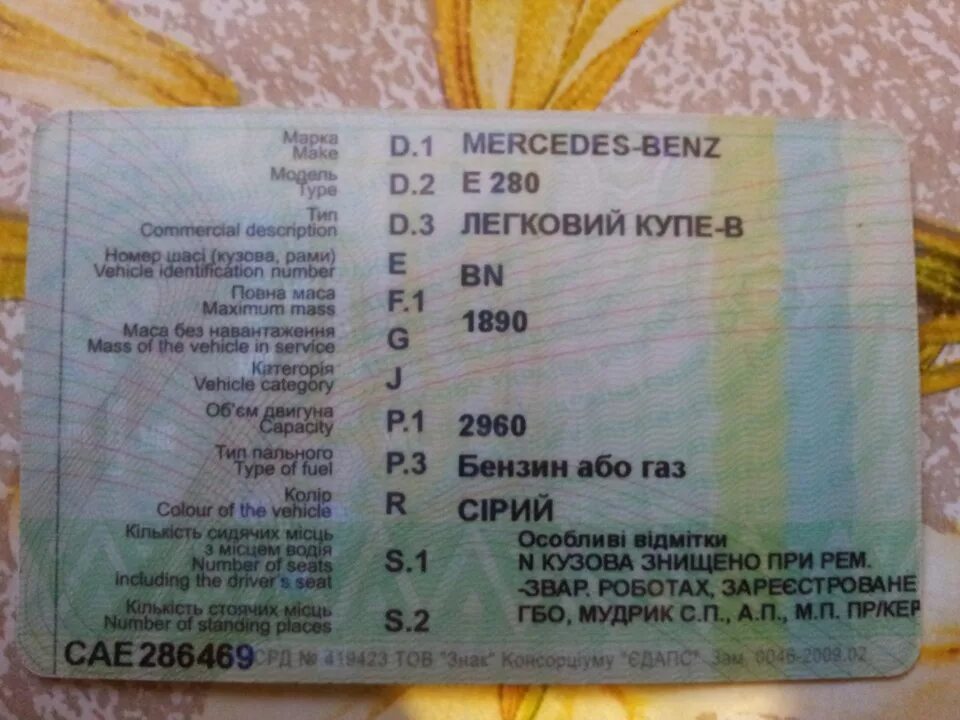 Марка
Make D.1 MERCEDES-BENZ
Модель
Type D.2 E 280
Тип
Commercial description D.3 ЛЕГКОВИЙ КУПЕ-В
Номер шасі (кузова, рами)
Vehicle identification number E BN
Повна маса
Maximum mass F.1 1890
Маса без навантаження
Mass of the vehicle in service G
Категорія
Vehicle category J
Об'єм двигуна
Capacity P.1 2960
Тип пального
Type of fuel P.3 Бензин або газ
Колір
Colour of the vehicle R СІРИЙ
Кількість сидячих місць
з місцем водія
Number of seats
including the driver's seat S.1
Кількість стоячих місць
Number of standing places S.2
Особливі відмітки
N КУЗОВА ЗНИЩЕНО ПРИ РЕМ.
-ЗВАР. РОБОТАХ, ЗАРЕЄСТРОВАНЕ
ГБО, МУДРИК С.П., А.П., М.П. ПР/КЕР
САЕ 286469 СРД № 419423 ТОВ "Знак" Консорціуму "ЄДАПС". Зам. 0046-2009.02